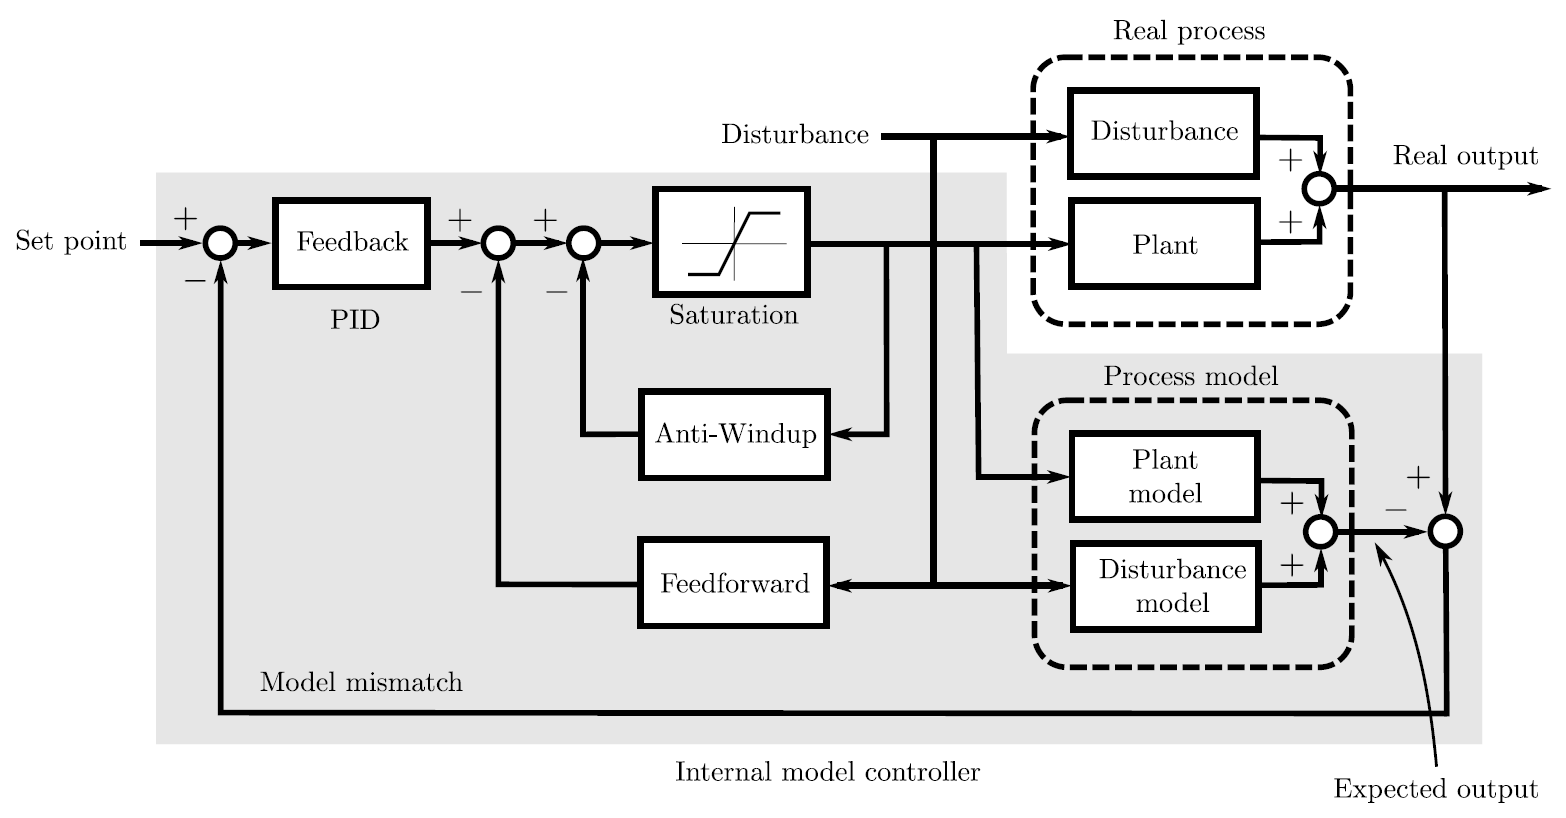 Real process
Disturbance
Disturbance
+
Real output
+
Set point
+
Feedback
+
+
Plant
−
−
−
PID
Saturation
Process model
Anti-Windup
Plant
model
+
+
−
Feedforward
+
Disturbance
model
Model mismatch
Internal model controller
Expected output